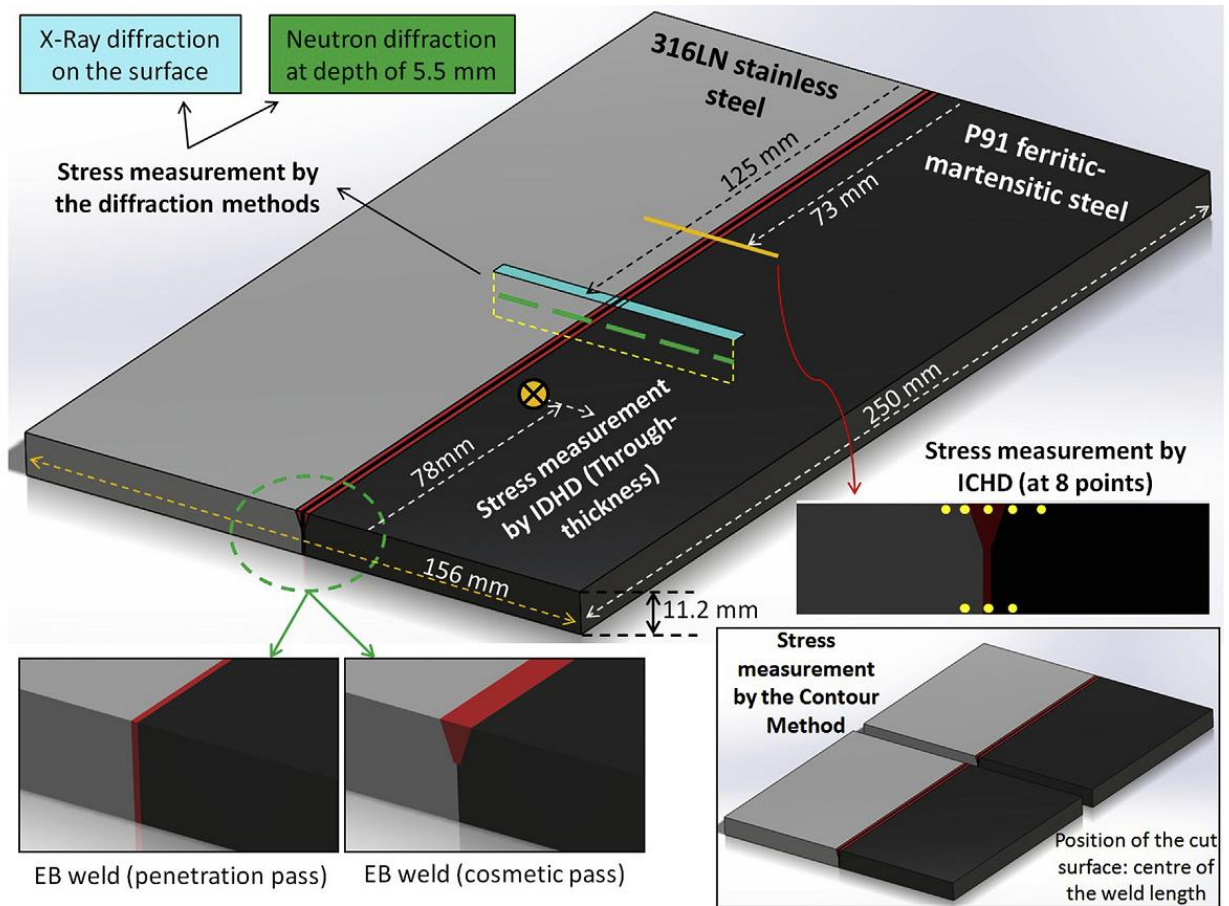 X-Ray diffraction
on the surface
Neutron diffraction
at depth of 5.5 mm
Stress measurement by
the diffraction methods
316LN stainless
steel
P91 ferritic-
martensitic steel
125 mm
73 mm
250 mm
78mm
Stress measurement
by IDHD (Through-
thickness)
156 mm
11.2 mm
Stress measurement by
ICHD (at 8 points)
EB weld (penetration pass)
EB weld (cosmetic pass)
Stress
measurement
by the Contour
Method
Position of the cut
surface: centre of
the weld length